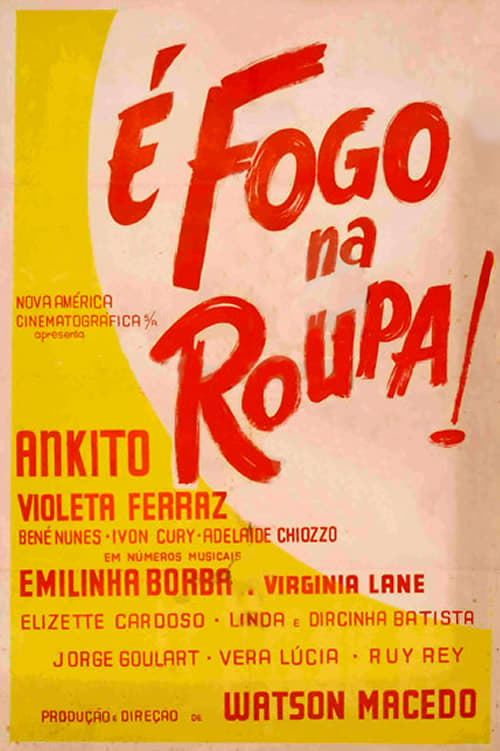 É FOGO
na
ROUPA!
NOVA AMÉRICA
CINEMATOGRÁFICA S/A
apresenta
ANKITO
VIOLETA FERRAZ
BENÉ NUNES · IVON CURY · ADELAIDE CHIOZZO
EM NÚMEROS MUSICAIS
EMILINHA BORBA . VIRGINIA LANE
ELIZETTE CARDOSO · LINDA E DIRCINHA BATISTA
JORGE GOULART · VERA LÚCIA · RUY REY
PRODUÇÃO E DIREÇÃO DE WATSON MACEDO